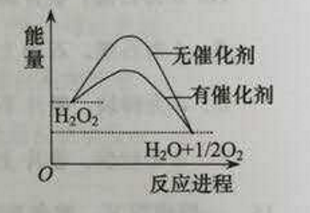 能
量
无催化剂
有催化剂
H₂O₂
H₂O+1/2O₂
O
反应进程